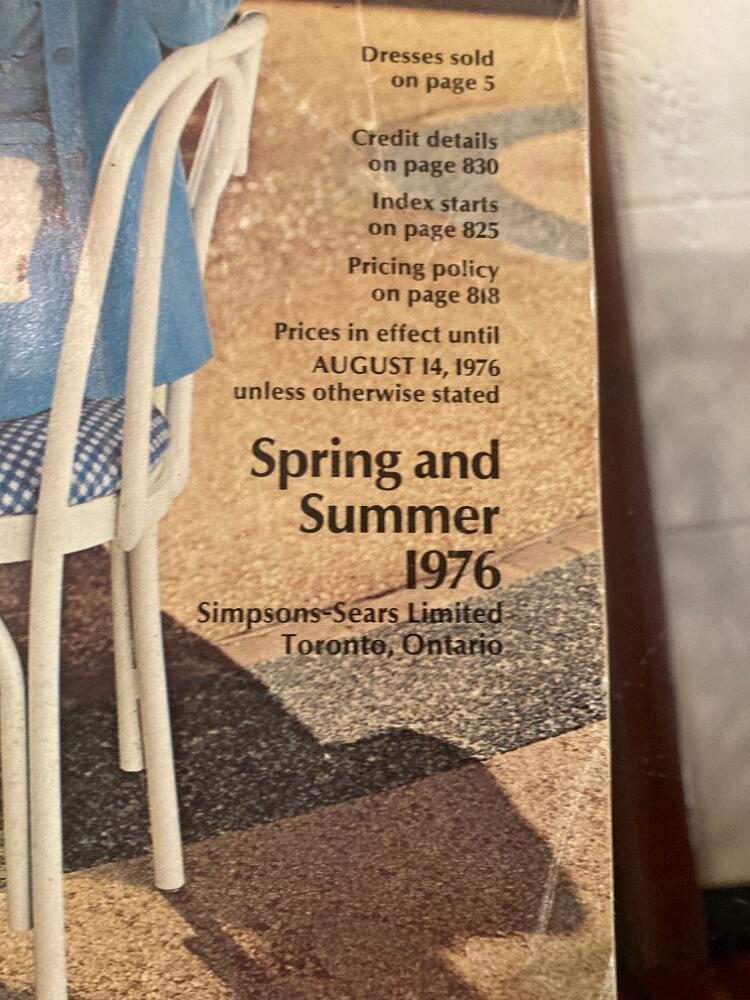 Dresses sold
on page 5
Credit details
on page 830
Index starts
on page 825
Pricing policy
on page 818
Prices in effect until
AUGUST 14, 1976
unless otherwise stated
Spring and
Summer
1976
Simpsons-Sears Limited
Toronto, Ontario